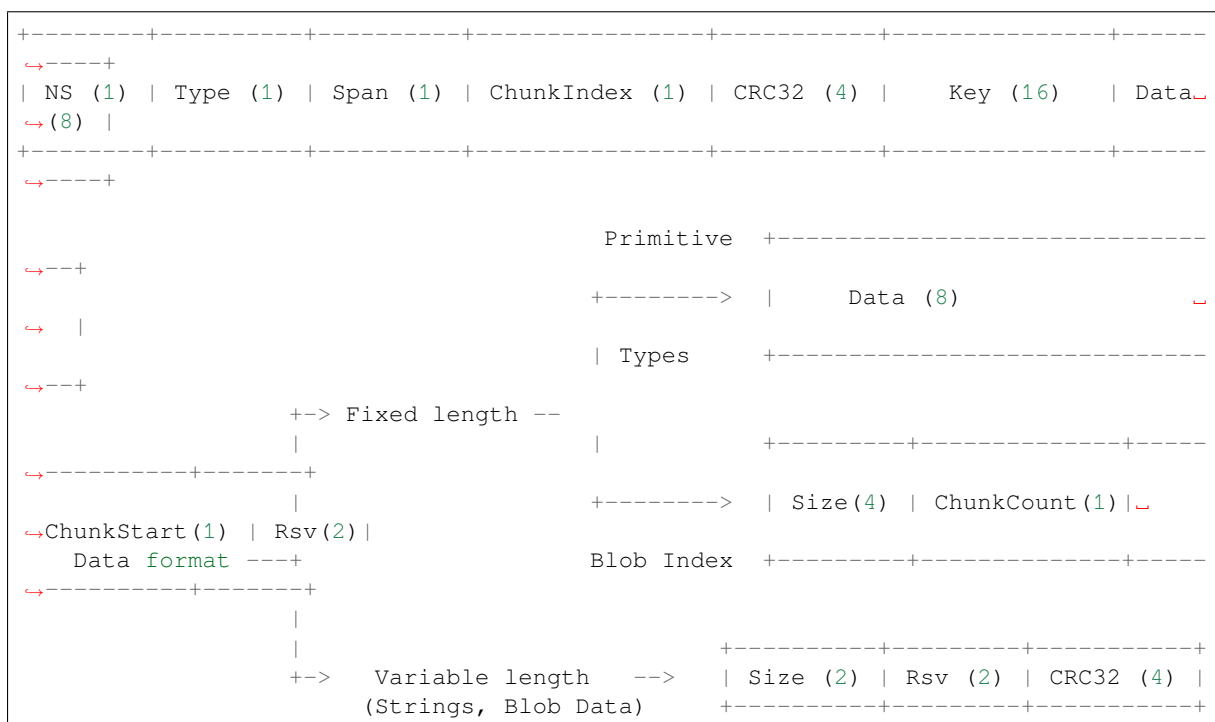 +--------+----------+----------+---------------+-----------+--------------+------
↪----+
| NS (1) | Type (1) | Span (1) | ChunkIndex (1) | CRC32 (4) |    Key (16)   | Data␣
↪(8) |
+--------+----------+----------+---------------+-----------+--------------+------
↪----+
Primitive  +----------------------------
↪--+
+-------->  |     Data (8)               ␣
↪  |
| Types     +----------------------------
↪--+
+-> Fixed length --
|                   |           +---------+--------------+-----
↪----------+-------+
|                   +-------->  | Size(4) | ChunkCount(1)|␣
↪ChunkStart(1) | Rsv(2)|
Data format ---+                   Blob Index  +---------+--------------+-----
↪----------+-------+
|
|                            +----------+---------+-----------+
+->   Variable length   -->   | Size (2) | Rsv (2) | CRC32 (4) |
(Strings, Blob Data)     +----------+---------+-----------+